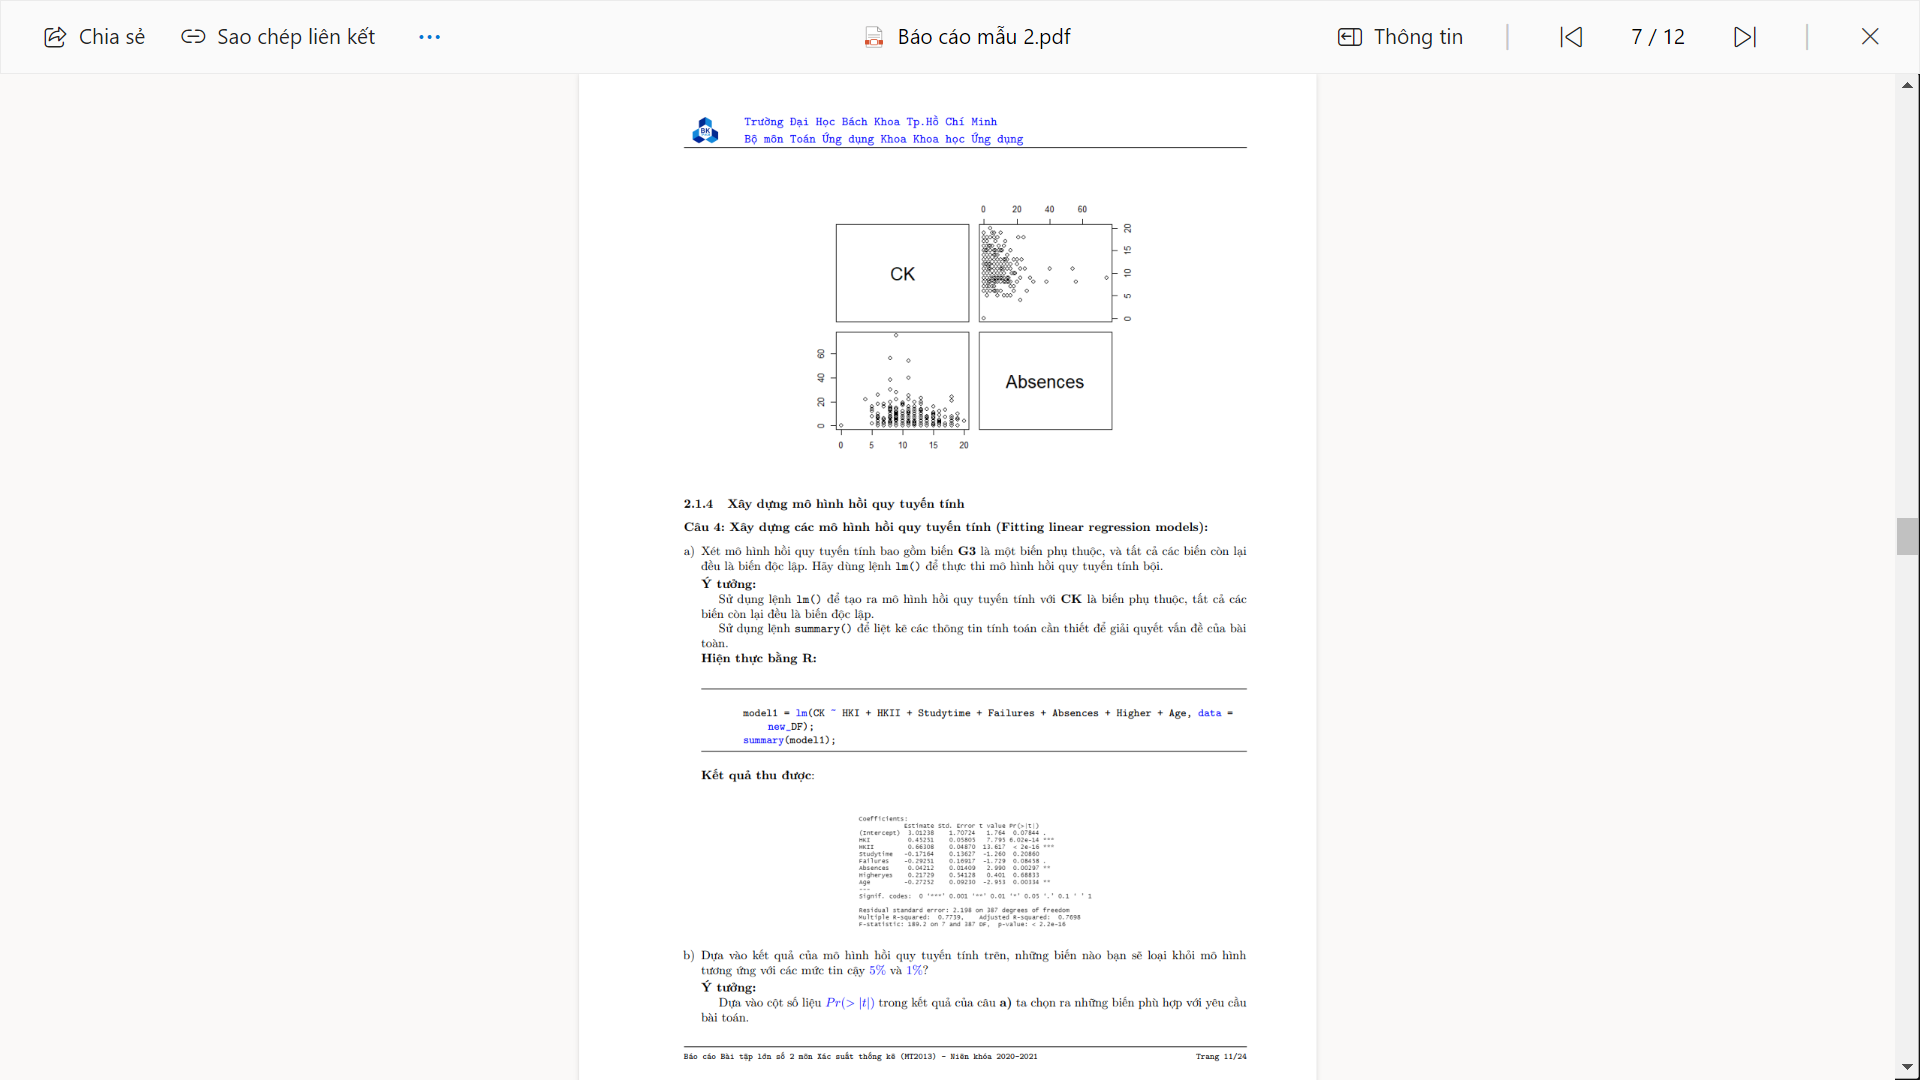 Chia sẻ
Sao chép liên kết
Báo cáo mẫu 2.pdf
Thông tin
7 / 12
Trường Đại Học Bách Khoa Tp.Hồ Chí Minh
Bộ môn Toán Ứng dụng Khoa Khoa học Ứng dụng
BK
0 20 40 60
CK
0 5 10 15 20
0 20 40 60
Absences
0 5 10 15 20
2.1.4 Xây dựng mô hình hồi quy tuyến tính
Câu 4: Xây dựng các mô hình hồi quy tuyến tính (Fitting linear regression models):
a) Xét mô hình hồi quy tuyến tính bao gồm biến G3 là một biến phụ thuộc, và tất cả các biến còn lại
đều là biến độc lập. Hãy dùng lệnh lm() để thực thi mô hình hồi quy tuyến tính bội.
Ý tưởng:
Sử dụng lệnh lm() để tạo ra mô hình hồi quy tuyến tính với CK là biến phụ thuộc, tất cả các
biến còn lại đều là biến độc lập.
Sử dụng lệnh summary() để liệt kê các thông tin tính toán cần thiết để giải quyết vấn đề của bài
toàn.
Hiện thực bằng R:
model1 = lm(CK ~ HKI + HKII + Studytime + Failures + Absences + Higher + Age, data =
new_DF);
summary(model1);
Kết quả thu được:
Coefficients:
Estimate Std. Error t value Pr(>|t|)
(Intercept) 3.01238 1.70724 1.764 0.07844 .
HKI 0.45251 0.05805 7.795 6.02e-14 ***
HKII 0.66308 0.04870 13.617 < 2e-16 ***
Studytime -0.17164 0.13627 -1.260 0.20860
Failures -0.29251 0.16917 -1.729 0.08458 .
Absences 0.04212 0.01409 2.990 0.00297 **
Higheryes 0.21729 0.54128 0.401 0.68833
Age -0.27252 0.09230 -2.953 0.00334 **
---
Signif. codes: 0 '***' 0.001 '**' 0.01 '*' 0.05 '.' 0.1 ' ' 1
Residual standard error: 2.198 on 387 degrees of freedom
Multiple R-squared: 0.7739, Adjusted R-squared: 0.7698
F-statistic: 189.2 on 7 and 387 DF, p-value: < 2.2e-16
b) Dựa vào kết quả của mô hình hồi quy tuyến tính trên, những biến nào bạn sẽ loại khỏi mô hình
tương ứng với các mức tin cậy 5% và 1%?
Ý tưởng:
Dựa vào cột số liệu Pr(> |t|) trong kết quả của câu a) ta chọn ra những biến phù hợp với yêu cầu
bài toán.
Báo cáo Bài tập lớn số 2 môn Xác suất thống kê (MT2013) - Niên khóa 2020-2021
Trang 11/24